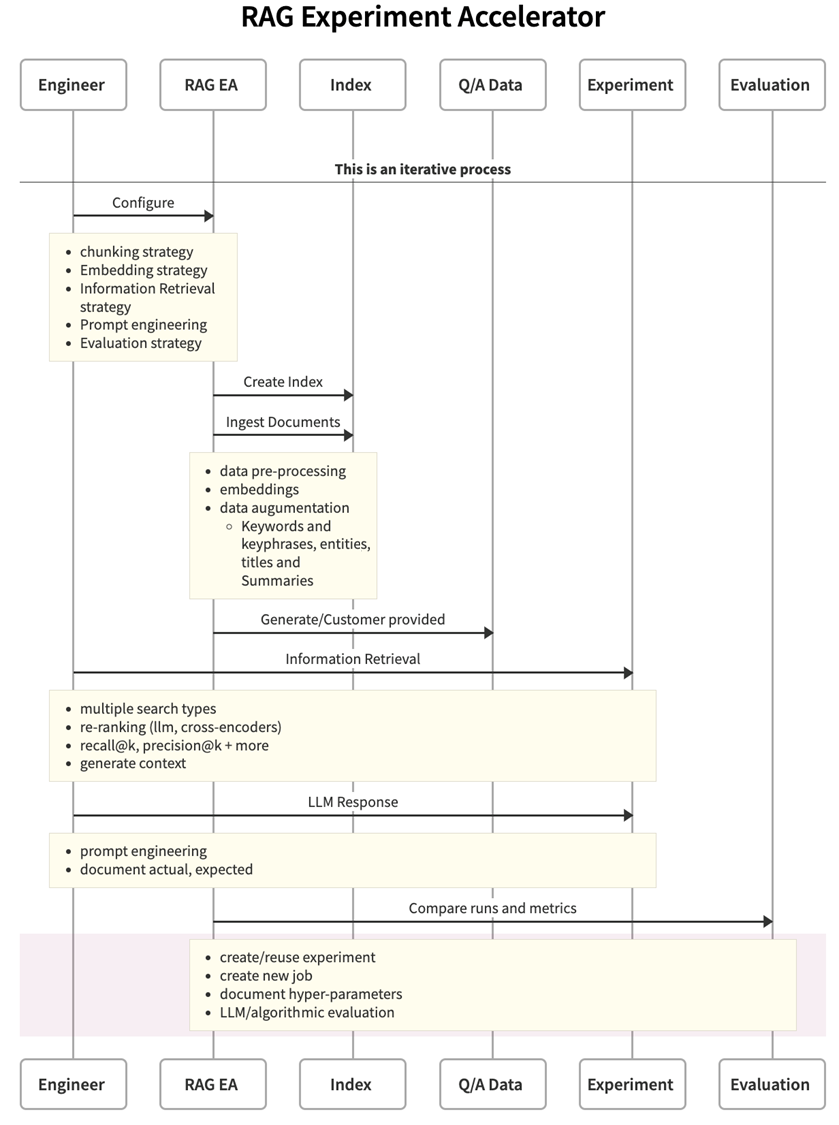 RAG Experiment Accelerator
Engineer
RAG EA
Index
Q/A Data
Experiment
Evaluation
This is an iterative process
Configure
chunking strategy
Embedding strategy
Information Retrieval
strategy
Prompt engineering
Evaluation strategy
Create Index
Ingest Documents
data pre-processing
embeddings
data augumentation
Keywords and
keyphrases, entities,
titles and
Summaries
Generate/Customer provided
Information Retrieval
multiple search types
re-ranking (llm, cross-encoders)
recall@k, precision@k + more
generate context
LLM Response
prompt engineering
document actual, expected
Compare runs and metrics
create/reuse experiment
create new job
document hyper-parameters
LLM/algorithmic evaluation
Engineer
RAG EA
Index
Q/A Data
Experiment
Evaluation